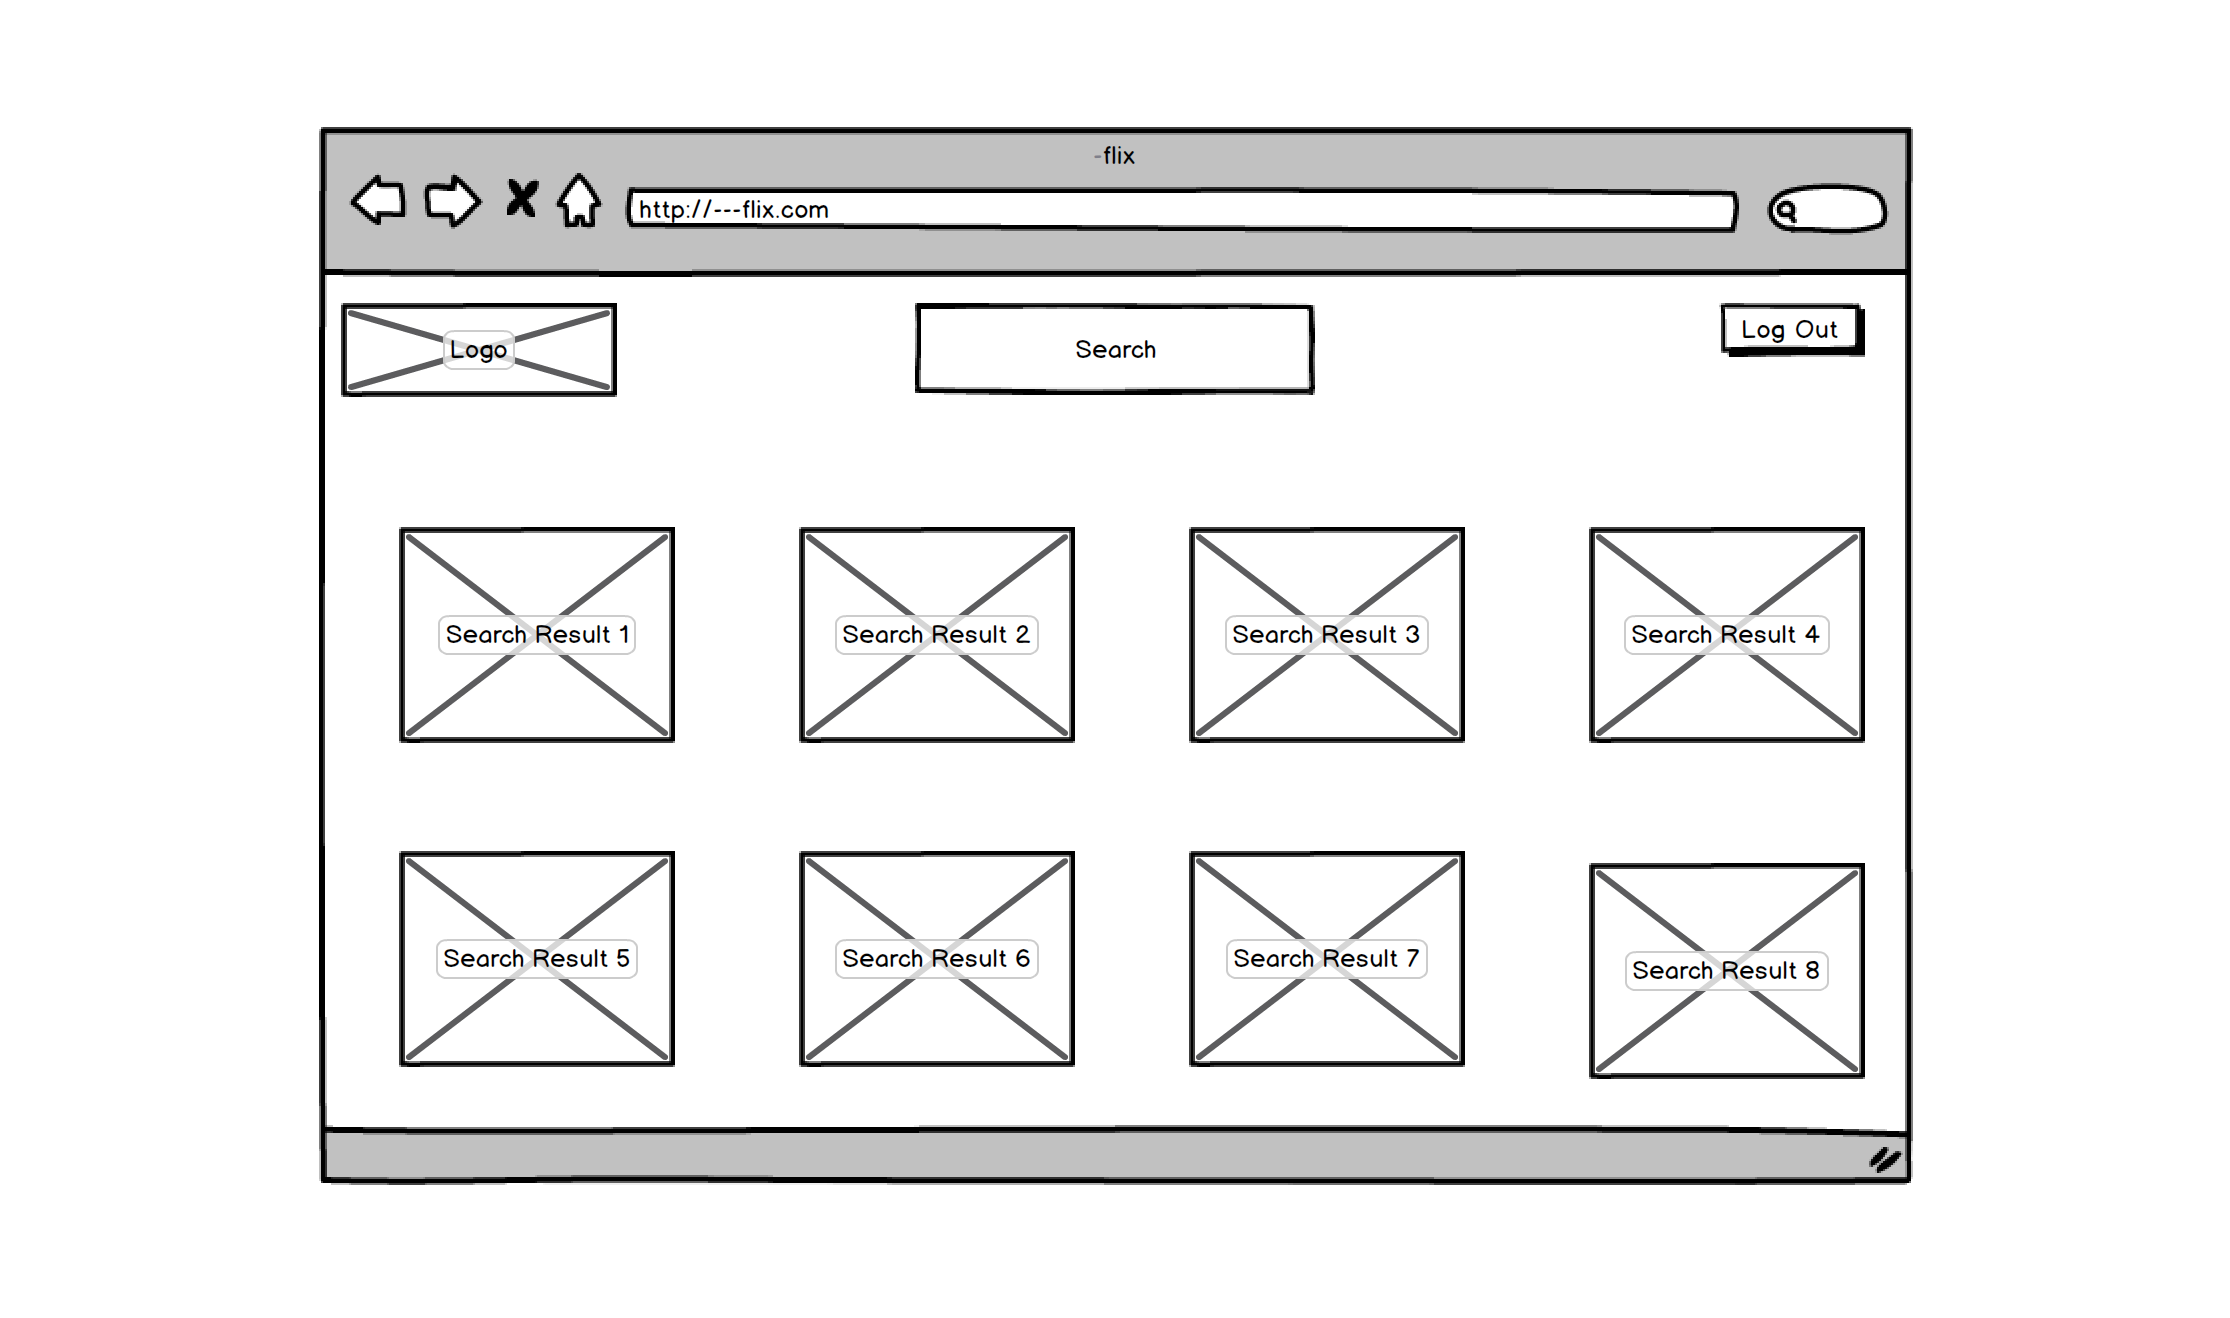 -flix
http://---flix.com
Logo
Search
Log Out
Search Result 1
Search Result 2
Search Result 3
Search Result 4
Search Result 5
Search Result 6
Search Result 7
Search Result 8